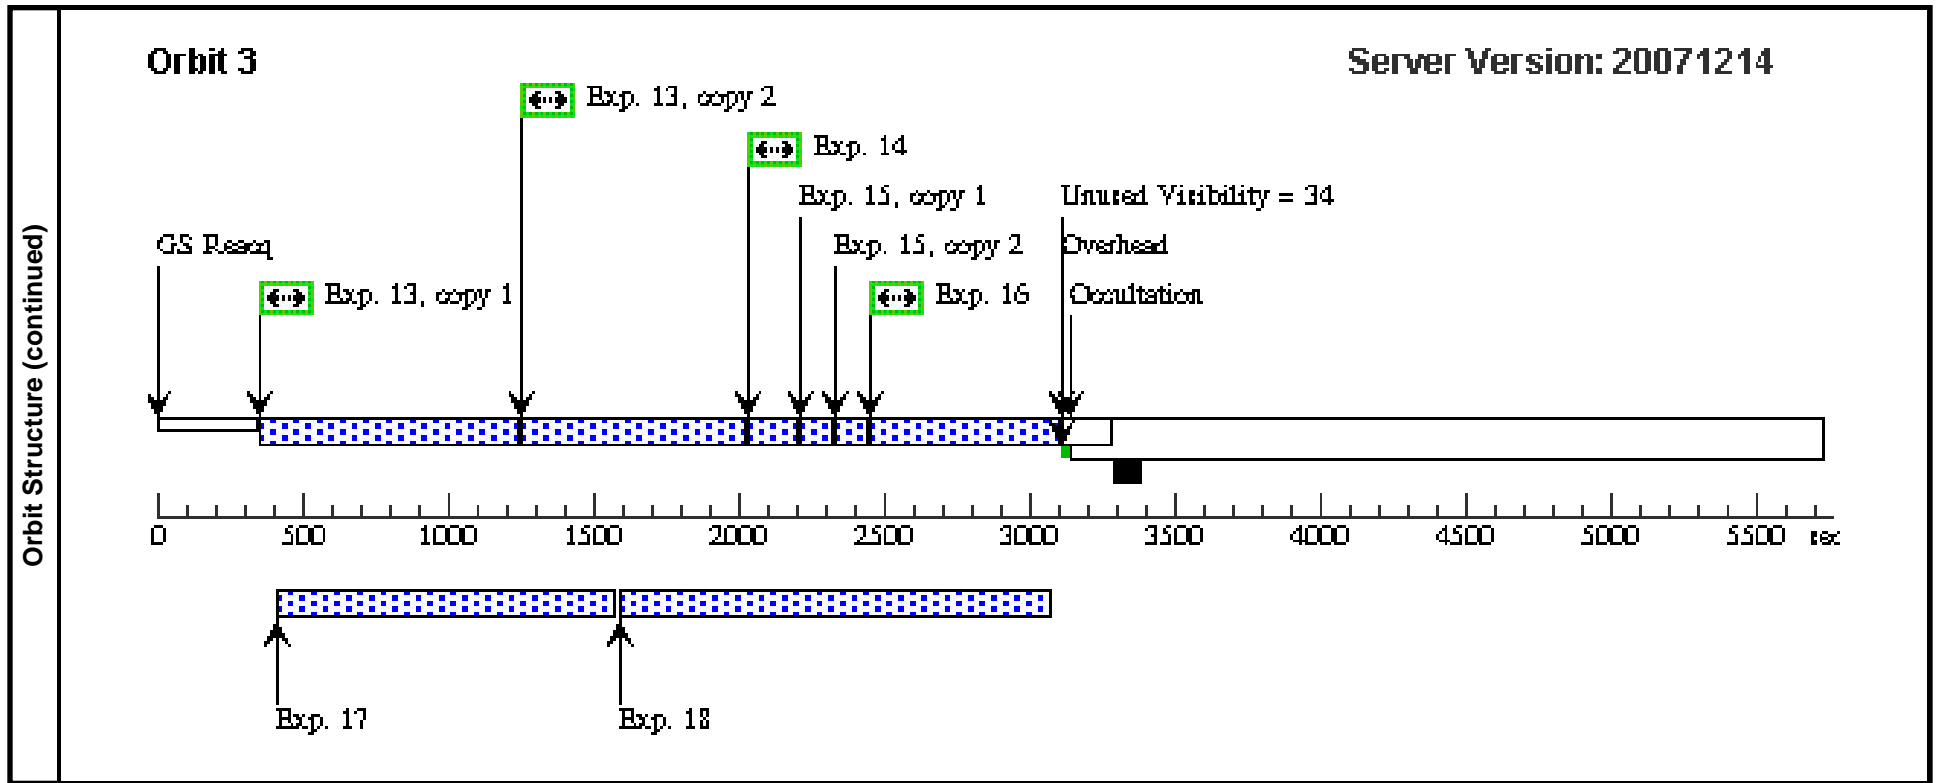 Orbit Structure (continued)
Orbit 3
Server Version: 20071214
Exp. 13, copy 2
Exp. 14
Exp. 15, copy 1
Unused Visibility = 34
GS Reacq
Exp. 15, copy 2
Overhead
Exp. 13, copy 1
Exp. 16
Occultation
0 500 1000 1500 2000 2500 3000 3500 4000 4500 5000 5500 sec
Exp. 17
Exp. 18